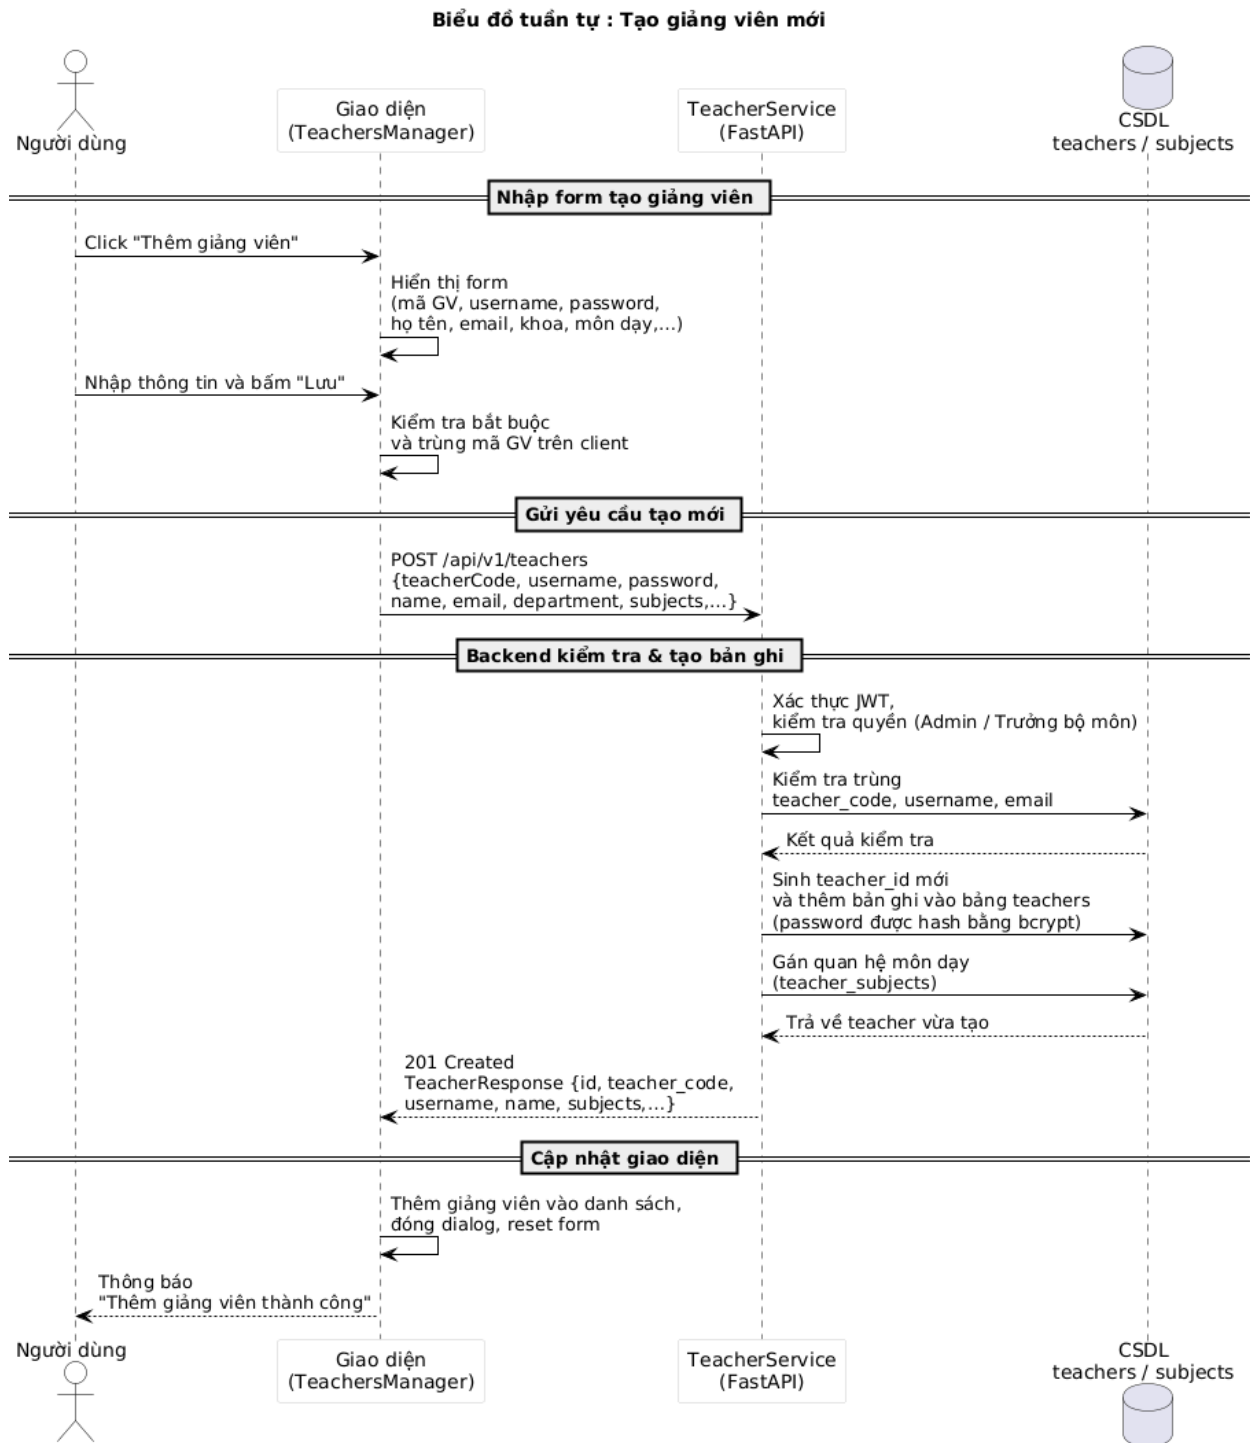 Biểu đồ tuần tự : Tạo giảng viên mới
Người dùng
Giao diện
(TeachersManager)
TeacherService
(FastAPI)
CSDL
teachers / subjects
Nhập form tạo giảng viên
Click "Thêm giảng viên"
Hiển thị form
(mã GV, username, password,
họ tên, email, khoa, môn dạy,...)
Nhập thông tin và bấm "Lưu"
Kiểm tra bắt buộc
và trùng mã GV trên client
Gửi yêu cầu tạo mới
POST /api/v1/teachers
{teacherCode, username, password,
name, email, department, subjects,...}
Backend kiểm tra & tạo bản ghi
Xác thực JWT,
kiểm tra quyền (Admin / Trưởng bộ môn)
Kiểm tra trùng
teacher_code, username, email
Kết quả kiểm tra
Sinh teacher_id mới
và thêm bản ghi vào bảng teachers
(password được hash bằng bcrypt)
Gán quan hệ môn dạy
(teacher_subjects)
Trả về teacher vừa tạo
201 Created
TeacherResponse {id, teacher_code,
username, name, subjects,...}
Cập nhật giao diện
Thêm giảng viên vào danh sách,
đóng dialog, reset form
Thông báo
"Thêm giảng viên thành công"
Người dùng
Giao diện
(TeachersManager)
TeacherService
(FastAPI)
CSDL
teachers / subjects